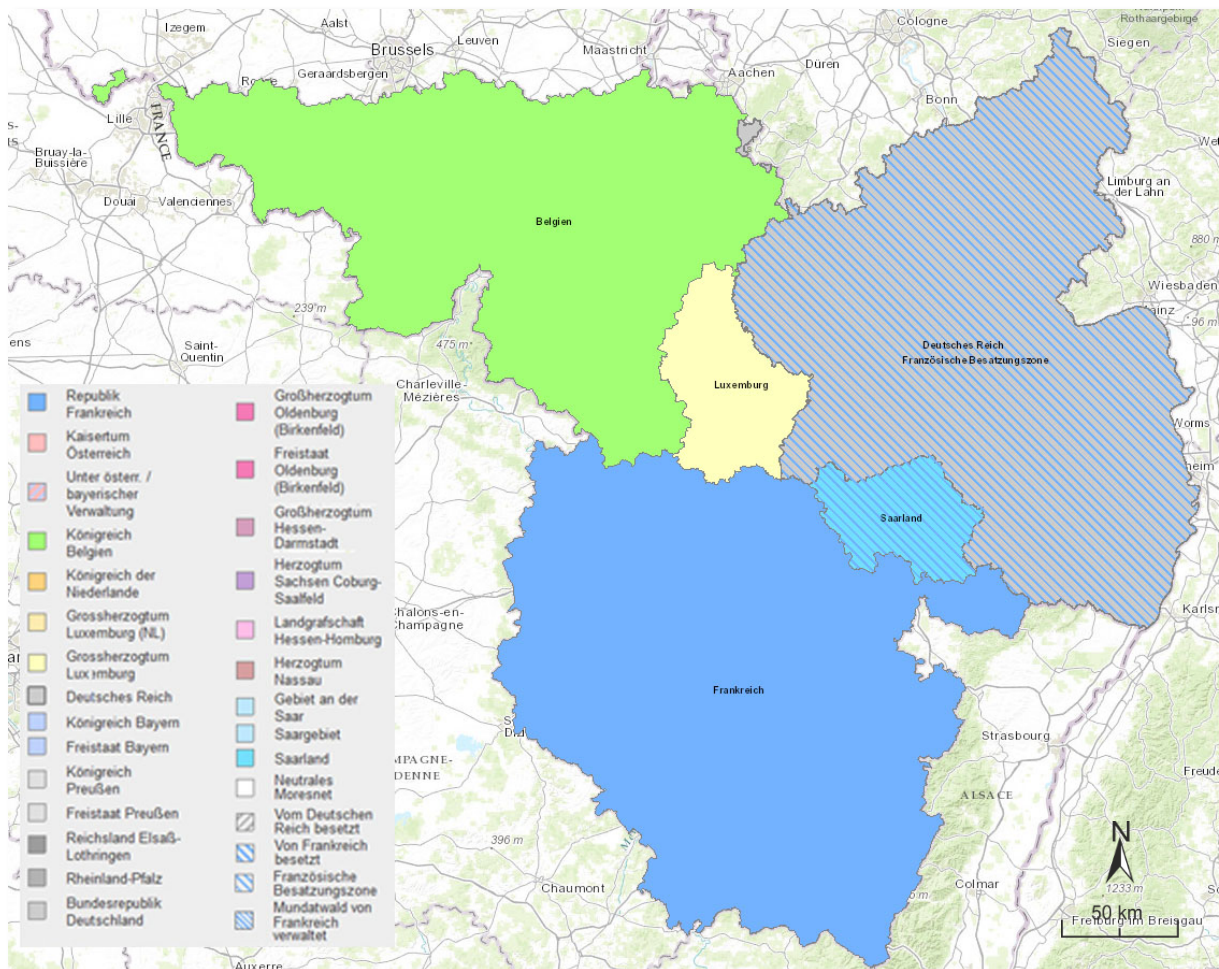 Rothaargebirge
Izegem
Aalst
Cologne
Siegen
Brussels
Leuven
Maastricht
Düren
Geraardsbergen
Aachen
Bonn
Lille
FRANCE
Bruay-la-
Buissière
Douai
Valenciennes
Limburg an
der Lahn
Belgien
880 m
Wiesbaden
239 m
96 m
Saint-
Quentin
475 m
Deutsches Reich
Französische Besatzungszone
Luxemburg
Charleville-
Mézières
Worms
Saarland
Chalons-en-
Champagne
Frankreich
Strasbourg
ALSACE
396 m
Chaumont
Colmar
1233 m
Freiburg im Breisgau
Auxerre
Republik
Frankreich
Kaisertum
Österreich
Unter österr. /
bayerischer
Verwaltung
Königreich
Belgien
Königreich der
Niederlande
Grossherzogtum
Luxemburg (NL)
Grossherzogtum
Luxemburg
Deutsches Reich
Königreich Bayern
Freistaat Bayern
Königreich
Preußen
Freistaat Preußen
Reichsland Elsaß-
Lothringen
Rheinland-Pfalz
Bundesrepublik
Deutschland
Großherzogtum
Oldenburg
(Birkenfeld)
Freistaat
Oldenburg
(Birkenfeld)
Großherzogtum
Hessen-
Darmstadt
Herzogtum
Sachsen Coburg-
Saalfeld
Landgrafschaft
Hessen-Homburg
Herzogtum
Nassau
Gebiet an der
Saar
Saargebiet
Saarland
Neutrales
Moresnet
Vom Deutschen
Reich besetzt
Von Frankreich
besetzt
Französische
Besatzungszone
Mundatwald von
Frankreich
verwaltet
N
50 km